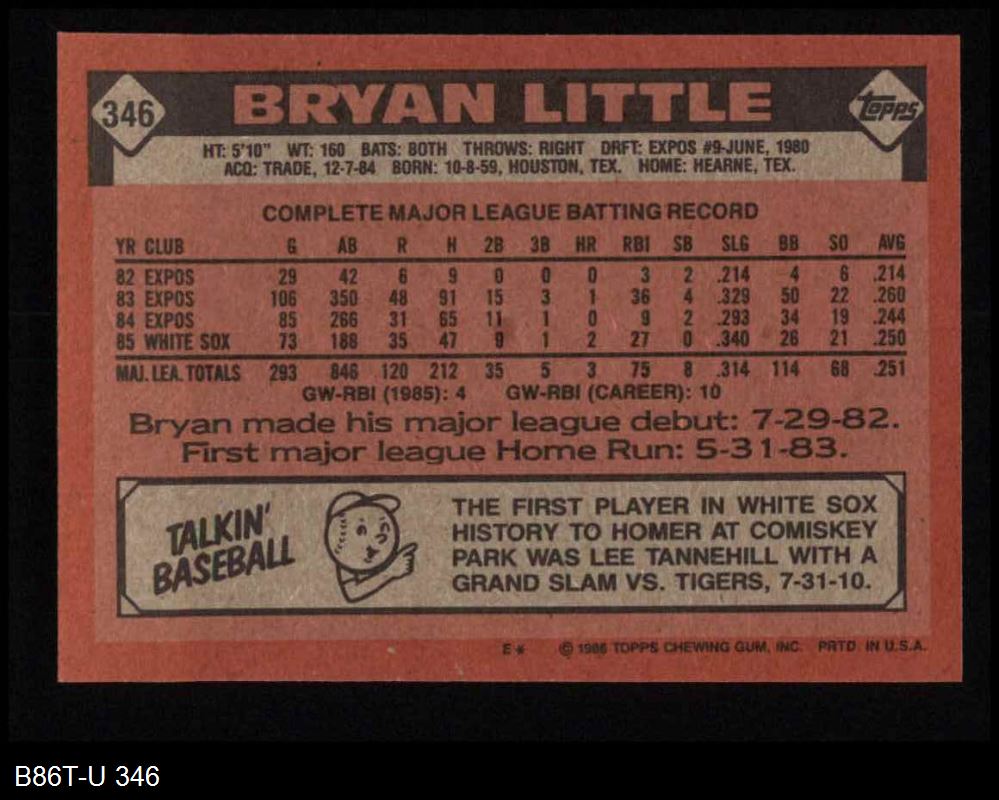 346
BRYAN LITTLE
TOPPS
HT: 5'10" WT: 160 BATS: BOTH THROWS: RIGHT DRFT: EXPOS #9-JUNE, 1980
ACQ: TRADE, 12-7-84 BORN: 10-8-59, HOUSTON, TEX. HOME: HEARNE, TEX.
COMPLETE MAJOR LEAGUE BATTING RECORD
YR CLUB G AB R H 2B 3B HR RBI SB SLG BB SO AVG
82 EXPOS 29 42 6 9 0 0 0 3 2 .214 4 6 .214
83 EXPOS 106 350 48 91 15 3 1 36 4 .329 50 22 .260
84 EXPOS 85 266 31 65 11 1 0 9 2 .293 34 19 .244
85 WHITE SOX 73 188 35 47 9 1 2 27 0 .340 26 21 .250
MAJ. LEA. TOTALS 293 846 120 212 35 5 3 75 8 .314 114 68 .251
GW-RBI (1985): 4 GW-RBI (CAREER): 10
Bryan made his major league debut: 7-29-82.
First major league Home Run: 5-31-83.
TALKIN'
BASEBALL
THE FIRST PLAYER IN WHITE SOX
HISTORY TO HOMER AT COMISKEY
PARK WAS LEE TANNEHILL WITH A
GRAND SLAM VS. TIGERS, 7-31-10.
E* © 1986 TOPPS CHEWING GUM, INC. PRTD. IN U.S.A.
B86T-U 346